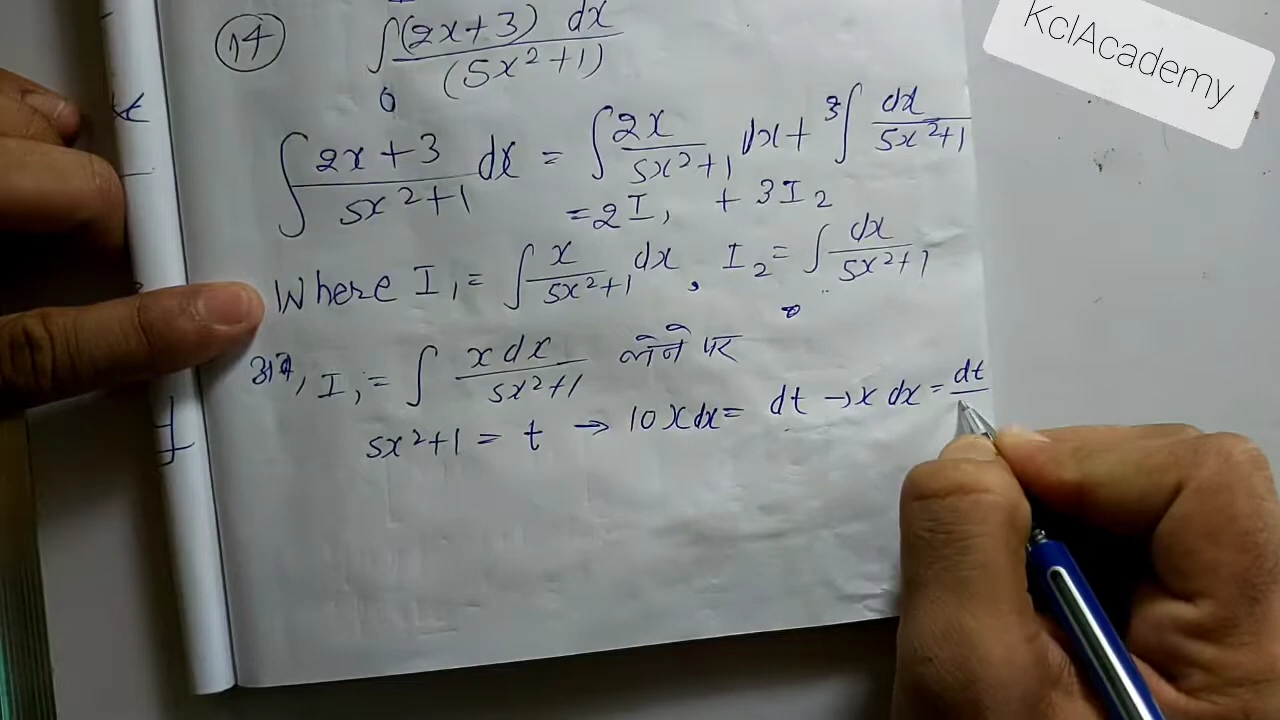 KclAcademy
14 ∫(2x+3) dx / (5x²+1)
0
∫ 2x+3 / 5x²+1 dx = ∫ 2x / 5x²+1 dx + 3∫ dx / 5x²+1
= 2I₁ + 3I₂
Where I₁ = ∫ x / 5x²+1 dx, I₂ = ∫ dx / 5x²+1
अब, I₁ = ∫ x dx / 5x²+1 लेने पर
5x²+1 = t → 10x dx = dt → x dx = dt /